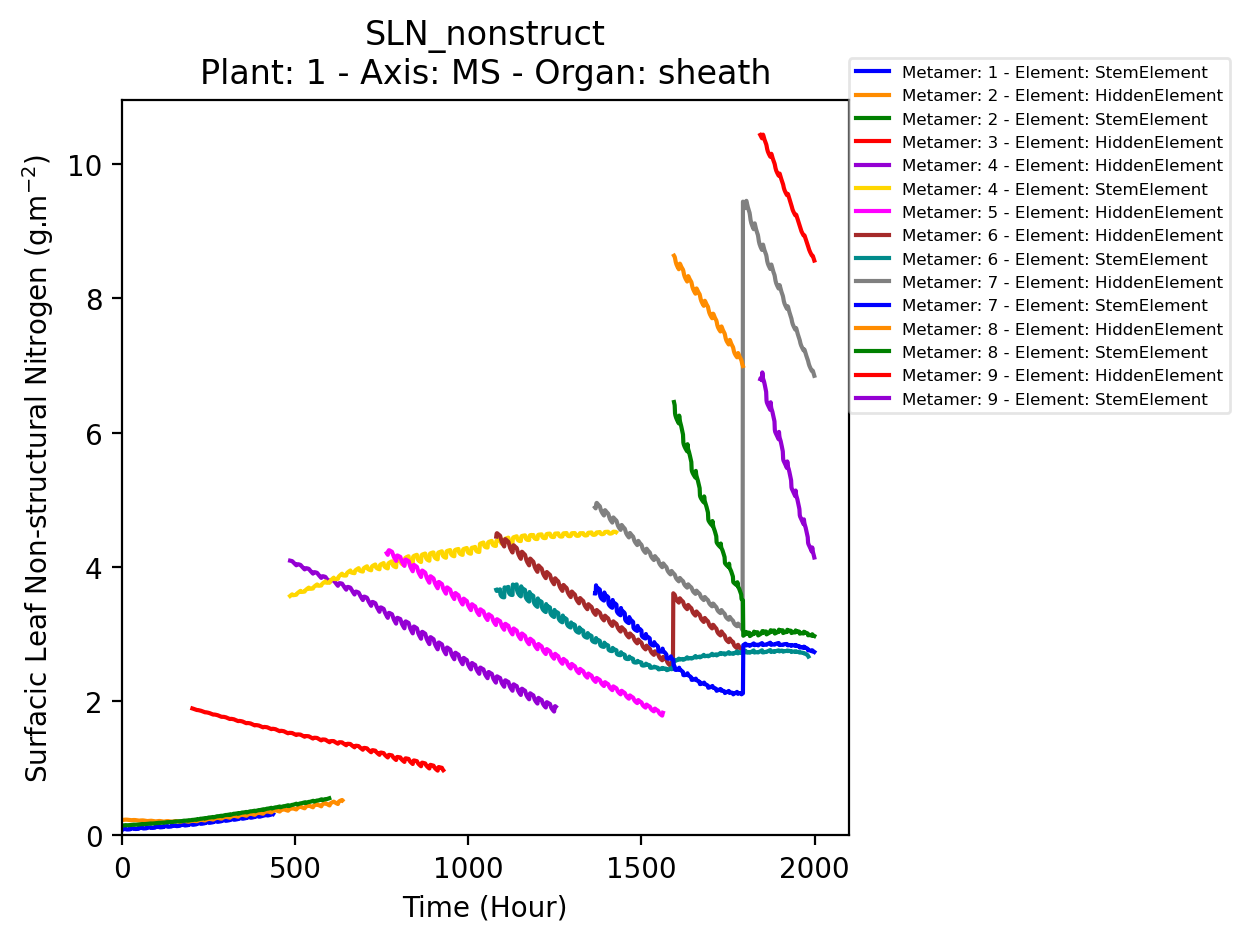 SLN_nonstruct
Plant: 1 - Axis: MS - Organ: sheath
Surfacic Leaf Non-structural Nitrogen (g.m⁻²)
10
8
6
4
2
0
0 500 1000 1500 2000
Time (Hour)
Metamer: 1 - Element: StemElement
Metamer: 2 - Element: HiddenElement
Metamer: 2 - Element: StemElement
Metamer: 3 - Element: HiddenElement
Metamer: 4 - Element: HiddenElement
Metamer: 4 - Element: StemElement
Metamer: 5 - Element: HiddenElement
Metamer: 6 - Element: HiddenElement
Metamer: 6 - Element: StemElement
Metamer: 7 - Element: HiddenElement
Metamer: 7 - Element: StemElement
Metamer: 8 - Element: HiddenElement
Metamer: 8 - Element: StemElement
Metamer: 9 - Element: HiddenElement
Metamer: 9 - Element: StemElement